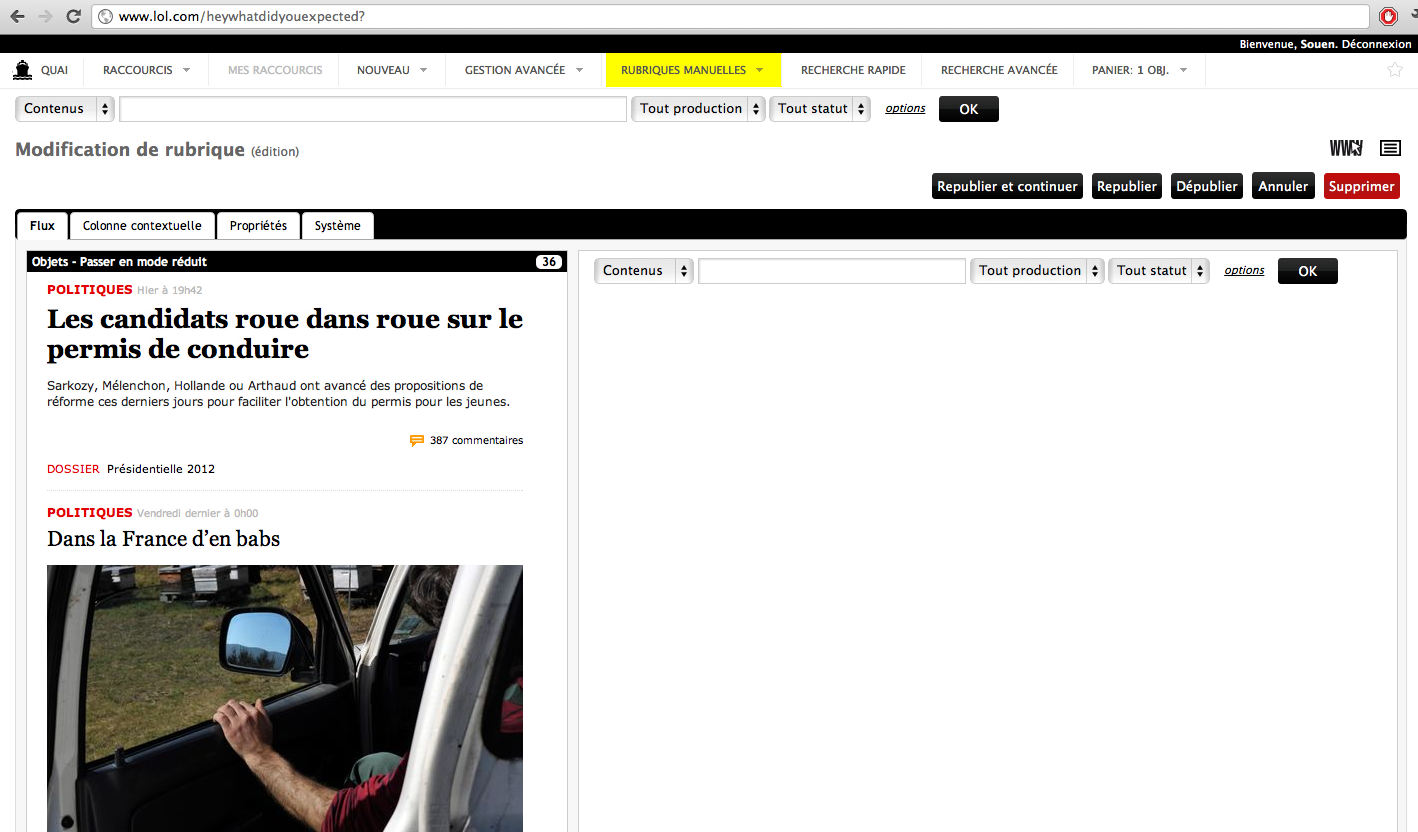 www.lol.com/heywhatdidyouexpected?
Bienvenue, Souen. Déconnexion
QUAI RACCOURCIS MES RACCOURCIS NOUVEAU GESTION AVANCÉE RUBRIQUES MANUELLES RECHERCHE RAPIDE RECHERCHE AVANCÉE PANIER: 1 OBJ.
Contenus Tout production Tout statut options OK
Modification de rubrique (édition) WWW
Republier et continuer Republier Dépublier Annuler Supprimer
Flux Colonne contextuelle Propriétés Système
Objets - Passer en mode réduit 36
Contenus Tout production Tout statut options OK
POLITIQUES Hier à 19h42
Les candidats roue dans roue sur le
permis de conduire
Sarkozy, Mélenchon, Hollande ou Arthaud ont avancé des propositions de
réforme ces derniers jours pour faciliter l'obtention du permis pour les jeunes.
387 commentaires
DOSSIER Présidentielle 2012
POLITIQUES Vendredi dernier à 0h00
Dans la France d’en babs